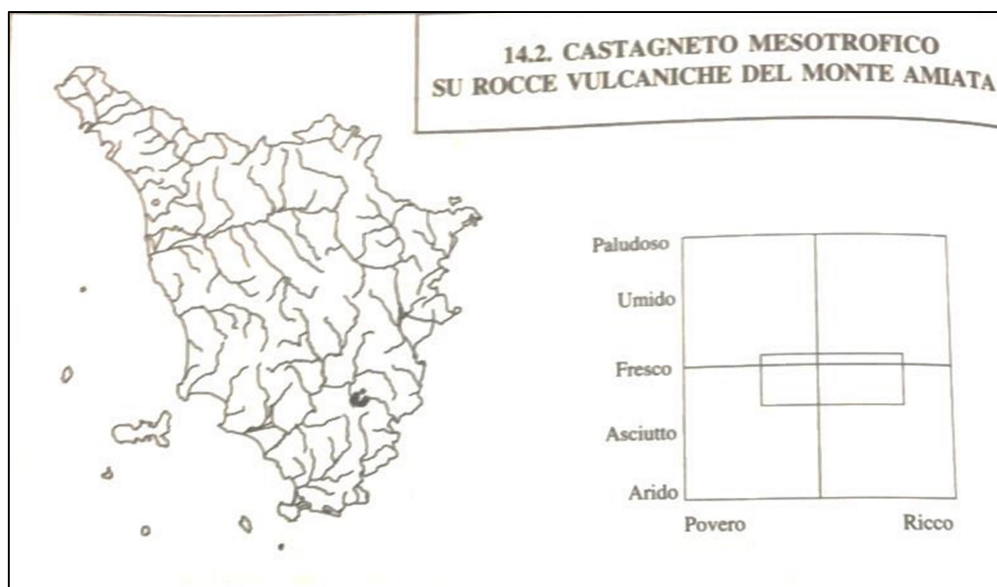 14.2. CASTAGNETO MESOTROFICO
SU ROCCE VULCANICHE DEL MONTE AMIATA
Paludoso
Umido
Fresco
Asciutto
Arido
Povero Ricco